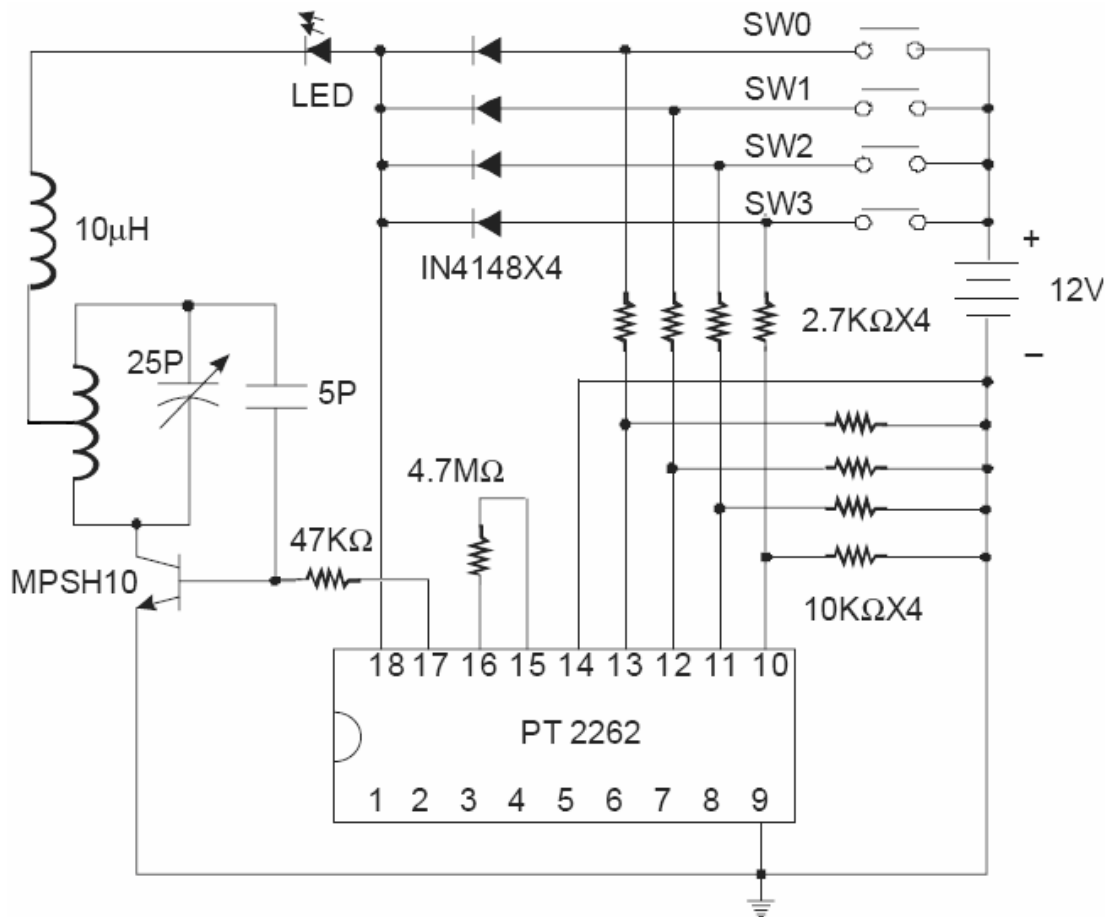 SW0
LED
SW1
SW2
SW3
10µH
IN4148X4
+
12V
2.7KΩX4
−
25P
5P
4.7MΩ
47KΩ
MPSH10
10KΩX4
18 17 16 15 14 13 12 11 10
PT 2262
1 2 3 4 5 6 7 8 9